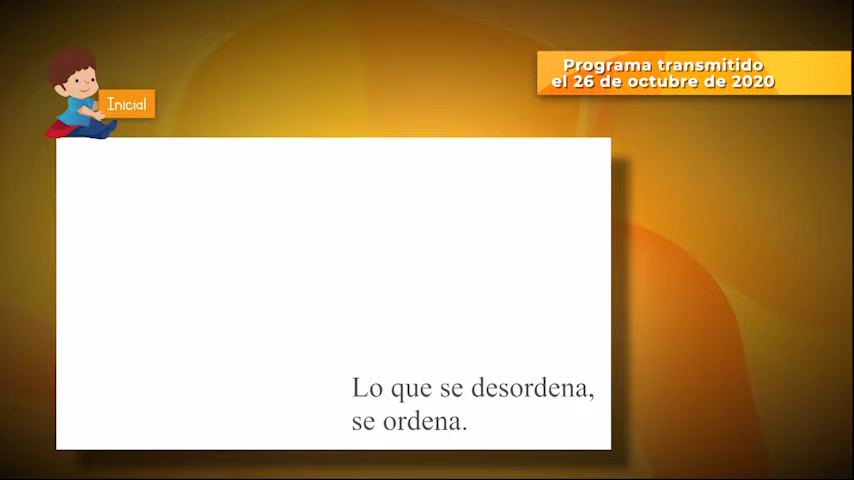 Programa transmitido
el 26 de octubre de 2020
Inicial
Lo que se desordena,
se ordena.